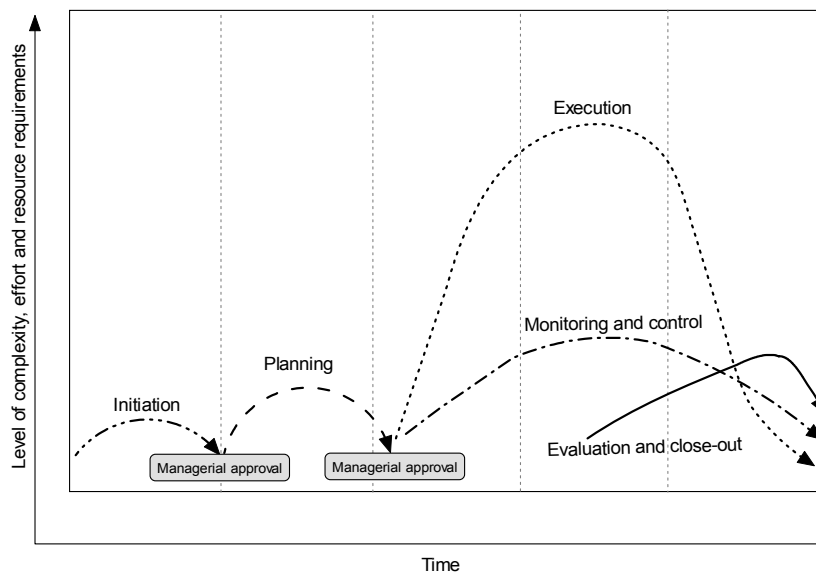 Level of complexity, effort and resource requirements
Execution
Monitoring and control
Planning
Initiation
Evaluation and close-out
Managerial approval
Managerial approval
Time